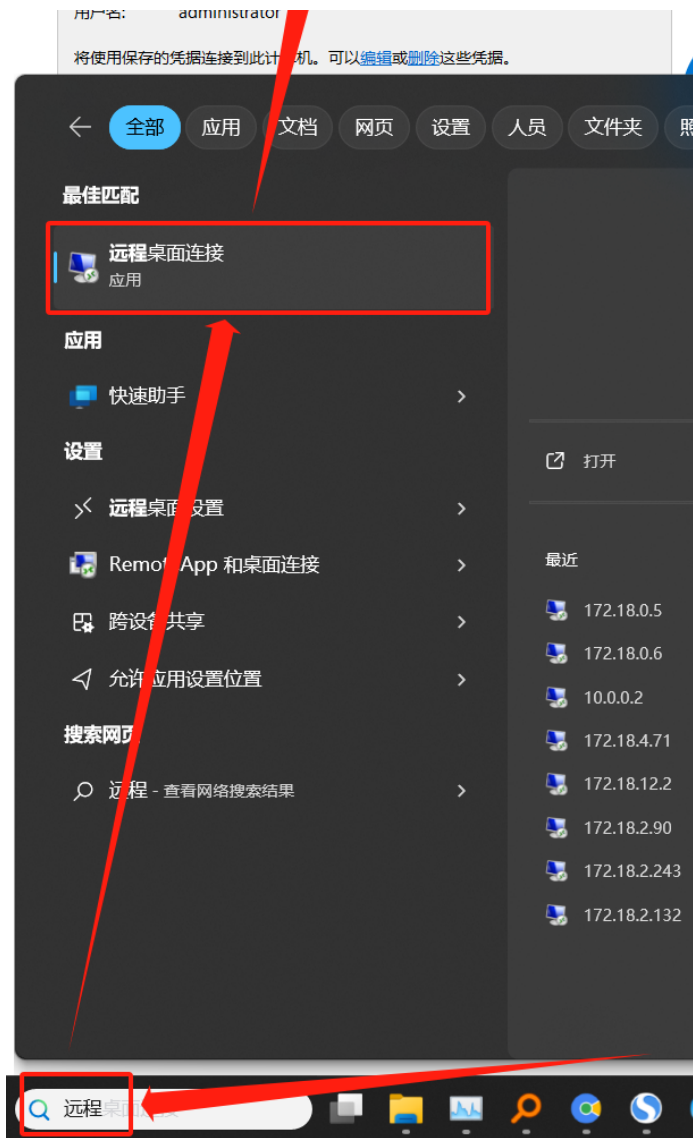 用户名: administrator
将使用保存的凭据连接到此计算机。可以编辑或删除这些凭据。
全部 应用 文档 网页 设置 人员 文件夹
最佳匹配
远程桌面连接
应用
应用
快速助手
设置
打开
远程桌面设置
最近
RemoteApp 和桌面连接
172.18.0.5
跨设备共享
172.18.0.6
允许应用设置位置
10.0.0.2
搜索网页
172.18.4.71
远程 - 查看网络搜索结果
172.18.12.2
172.18.2.90
172.18.2.243
172.18.2.132
远程